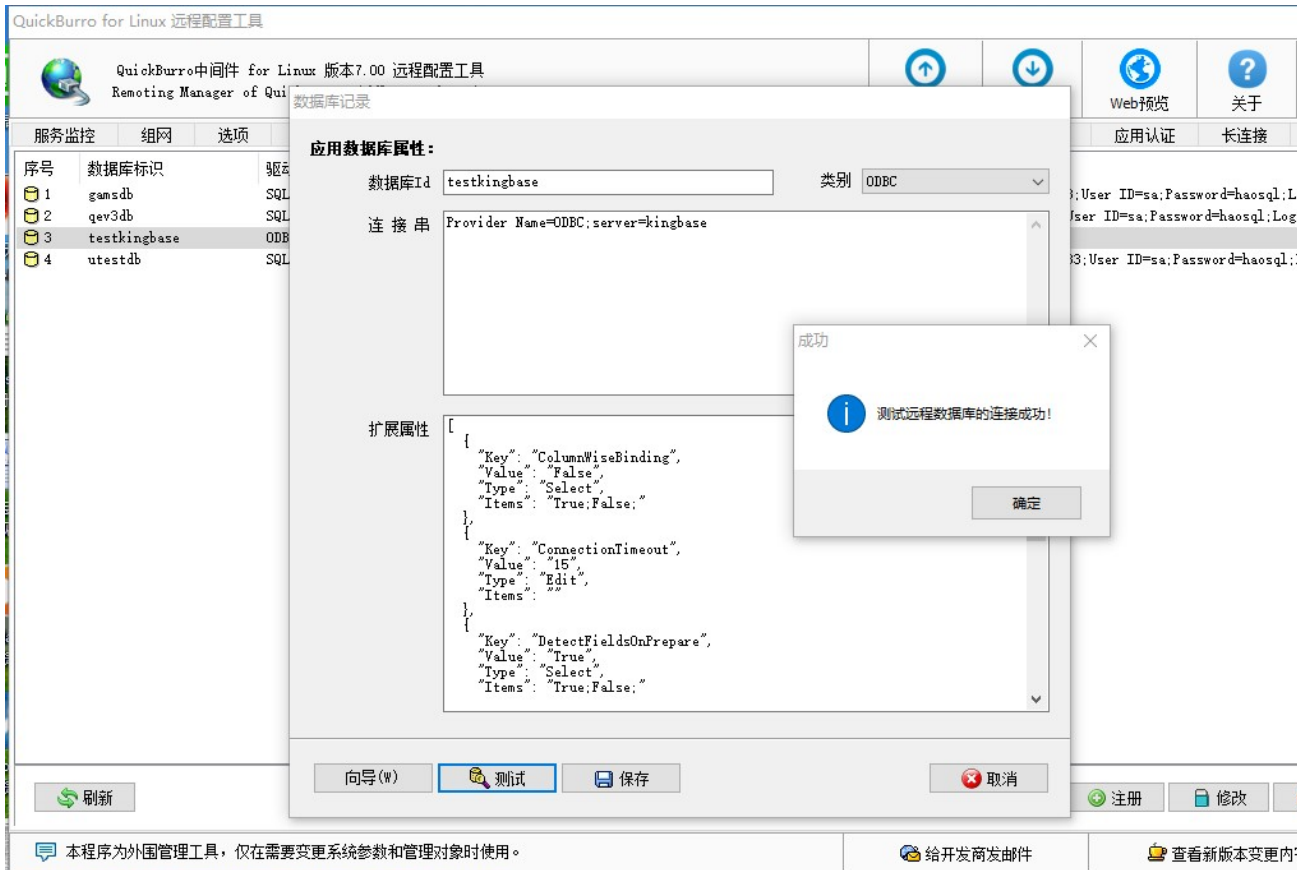 QuickBurro for Linux 远程配置工具
QuickBurro中间件 for Linux 版本7.00 远程配置工具
Remoting Manager of Qui
Web预览
关于
数据库记录
服务监控
组网
选项
应用认证
长连接
应用数据库属性:
序号
数据库标识
数据库Id
testkingbase
类别
ODBC
1
gamsdb
SQL
;User ID=sa;Password=haosql;L
2
qev3db
SQL
ser ID=sa;Password=haosql;Log
3
testkingbase
ODB
4
utestdb
SQL
33;User ID=sa;Password=haosql;
连 接 串
Provider Name=ODBC;server=kingbase
成功
测试远程数据库的连接成功!
确定
扩展属性
[
{
"Key": "ColumnWiseBinding",
"Value": "False",
"Type": "Select",
"Items": "True;False;"
},
{
"Key": "ConnectionTimeout",
"Value": "15",
"Type": "Edit",
"Items": ""
},
{
"Key": "DetectFieldsOnPrepare",
"Value": "True",
"Type": "Select",
"Items": "True;False;"
向导(W)
测试
保存
取消
刷新
注册
修改
本程序为外围管理工具，仅在需要变更系统参数和管理对象时使用。
给开发商发邮件
查看新版本变更内